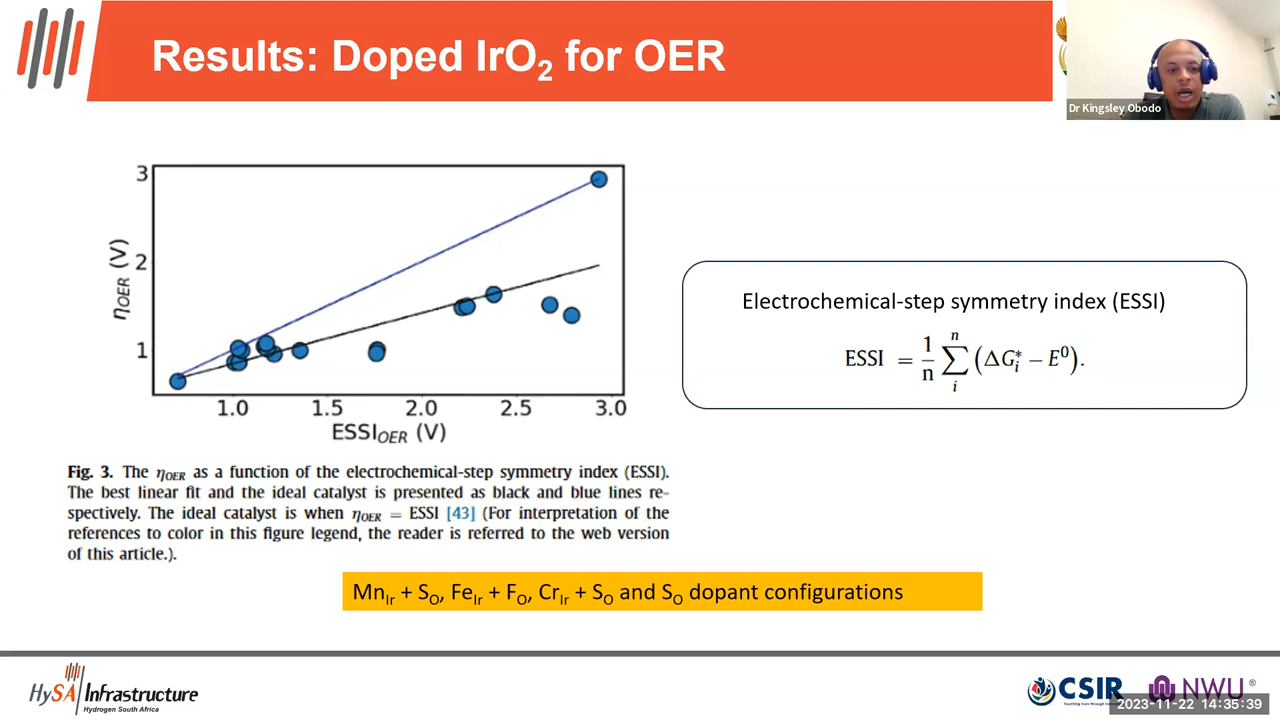 Results: Doped IrO2 for OER
Dr Kingsley Obodo
3
2
1
ηOER (V)
1.0 1.5 2.0 2.5 3.0
ESSIOER (V)
Electrochemical-step symmetry index (ESSI)
ESSI = 1/n ∑ i n (ΔG*i − E0).
Fig. 3. The ηOER as a function of the electrochemical-step symmetry index (ESSI).
The best linear fit and the ideal catalyst is presented as black and blue lines re-
spectively. The ideal catalyst is when ηOER = ESSI [43] (For interpretation of the
references to color in this figure legend, the reader is referred to the web version
of this article.).
MnIr + SO, FeIr + FO, CrIr + SO and SO dopant configurations
HySA Infrastructure
Hydrogen South Africa
CSIR
NWU ®
2023-11-22 14:35:39